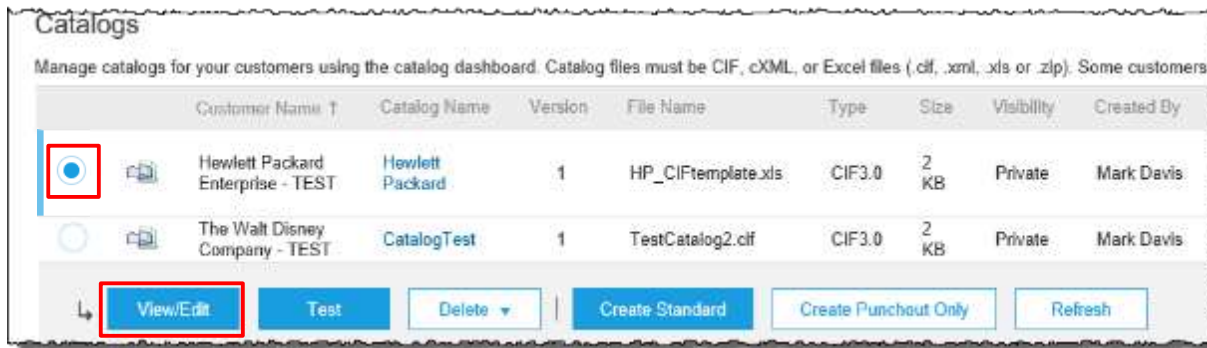 Catalogs
Manage catalogs for your customers using the catalog dashboard. Catalog files must be CIF, cXML, or Excel files (.cif, .xml, .xls or .zip). Some customers
Customer Name ↑ Catalog Name Version File Name Type Size Visibility Created By
Hewlett Packard Enterprise - TEST Hewlett Packard 1 HP_CIFtemplate.xls CIF3.0 2 KB Private Mark Davis
The Walt Disney Company - TEST CatalogTest 1 TestCatalog2.cif CIF3.0 2 KB Private Mark Davis
View/Edit Test Delete ▼ | Create Standard Create Punchout Only Refresh